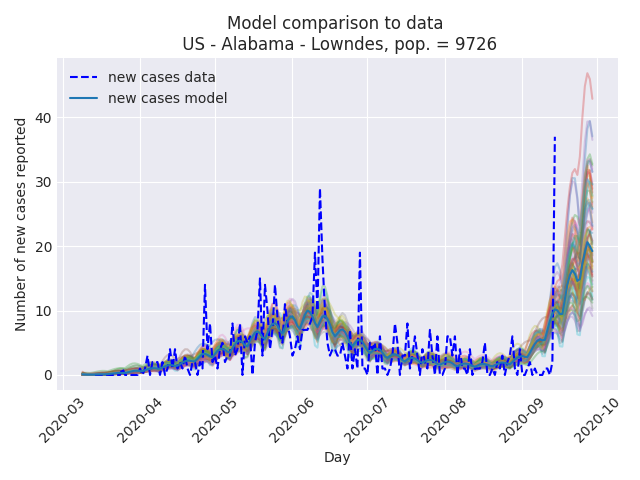 Model comparison to data
US - Alabama - Lowndes, pop. = 9726
new cases data
new cases model
Number of new cases reported
40
30
20
10
0
2020-03
2020-04
2020-05
2020-06
2020-07
2020-08
2020-09
2020-10
Day